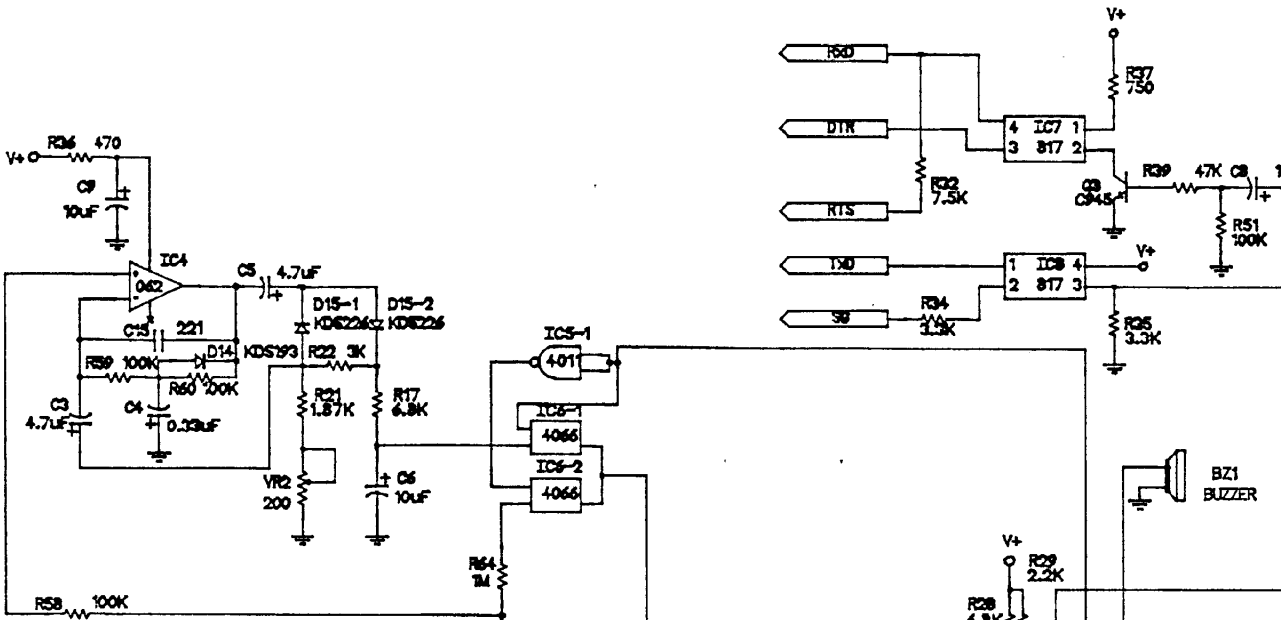 V+
RXD
R37
750
DTR
4 IC7 1
3 817 2
R36 470
V+
C9
10uF
R32
7.5K
R39 47K C8 1
Q3
C945
RTS
R51
100K
IC4
062
C5 4.7uF
TXD
1 IC8 4
2 817 3
V+
D15-1 D15-2
KDS226 KDS226
SG
R34
3.3K
R35
3.3K
C15 221
IC5-1
4011
D14 KDS193 R22 3K
R59 100K
R60 100K
R21
1.87K
R17
6.8K
C3
4.7uF
C4
0.33uF
IC6-1
4066
IC6-2
4066
VR2
200
C6
10uF
BZ1
BUZZER
V+
R29
2.2K
R64
1M
R58 100K
R28